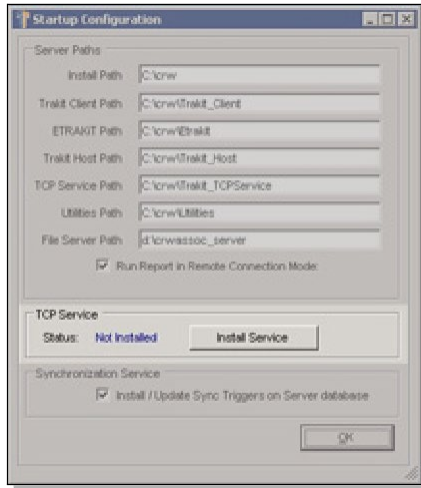 Startup Configuration
Server Paths
Install Path C:\crw
Trakit Client Path C:\crw\Trakit_Client
ETRAKIT Path C:\crw\Etrakit
Trakit Host Path C:\crw\Trakit_Host
TCP Service Path C:\crw\Trakit_TCPService
Utilities Path C:\crw\Utilities
File Server Path d:\crwassoc_server
Run Report in Remote Connection Mode:
TCP Service
Status: Not Installed Install Service
Synchronization Service
Install / Update Sync Triggers on Server database
OK